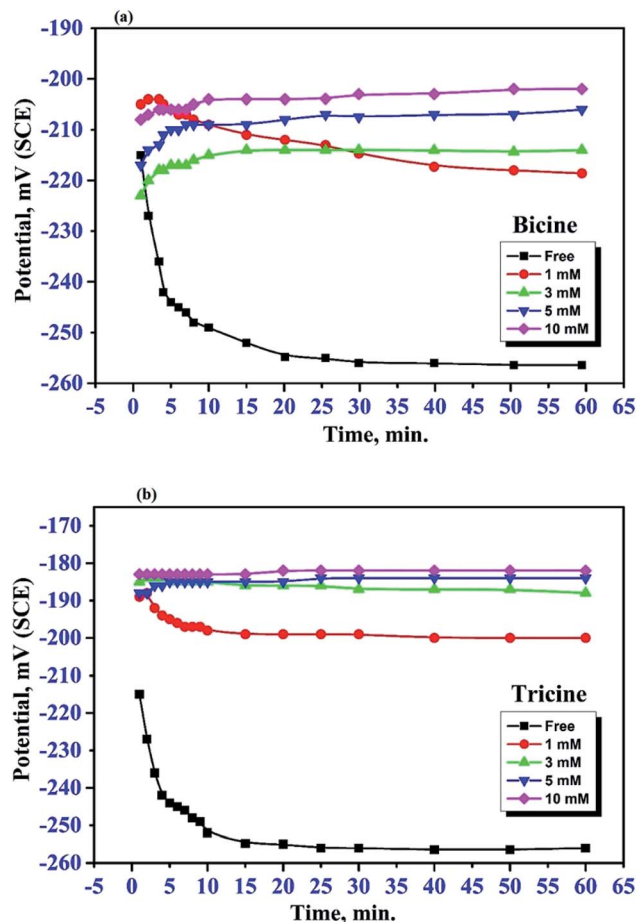 (a)
-190
-200
-210
-220
-230
-240
-250
-260
Potential, mV (SCE)
Bicine
Free
1 mM
3 mM
5 mM
10 mM
-5 0 5 10 15 20 25 30 35 40 45 50 55 60 65
Time, min.
(b)
-170
-180
-190
-200
-210
-220
-230
-240
-250
-260
Potential, mV (SCE)
Tricine
Free
1 mM
3 mM
5 mM
10 mM
-5 0 5 10 15 20 25 30 35 40 45 50 55 60 65
Time, min.